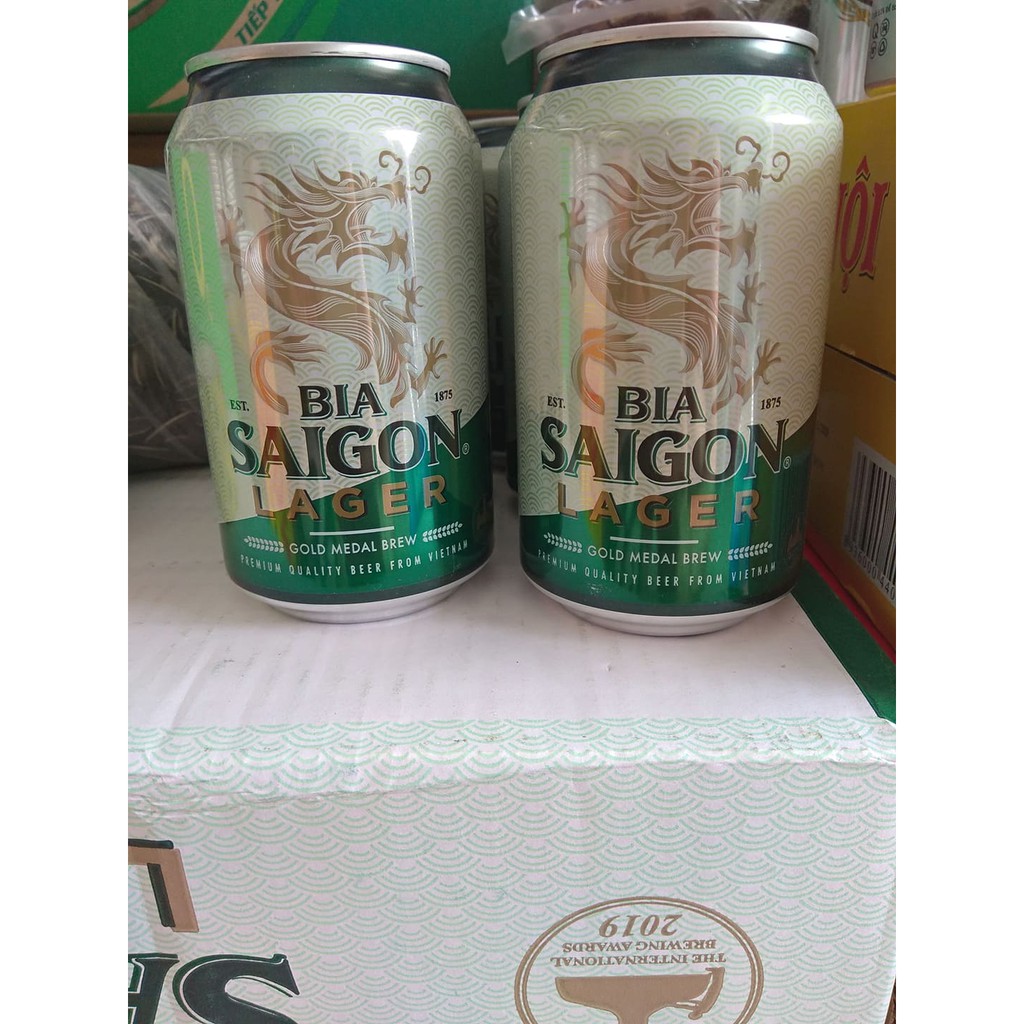 TIẾP
EST. 1875
BIA
SAIGON®
LAGER
GOLD MEDAL BREW
PREMIUM QUALITY BEER FROM VIETNAM
EST. 1875
BIA
SAIGON®
LAGER
GOLD MEDAL BREW
PREMIUM QUALITY BEER FROM VIETNAM
THE INTERNATIONAL
BREWING AWARDS
2019